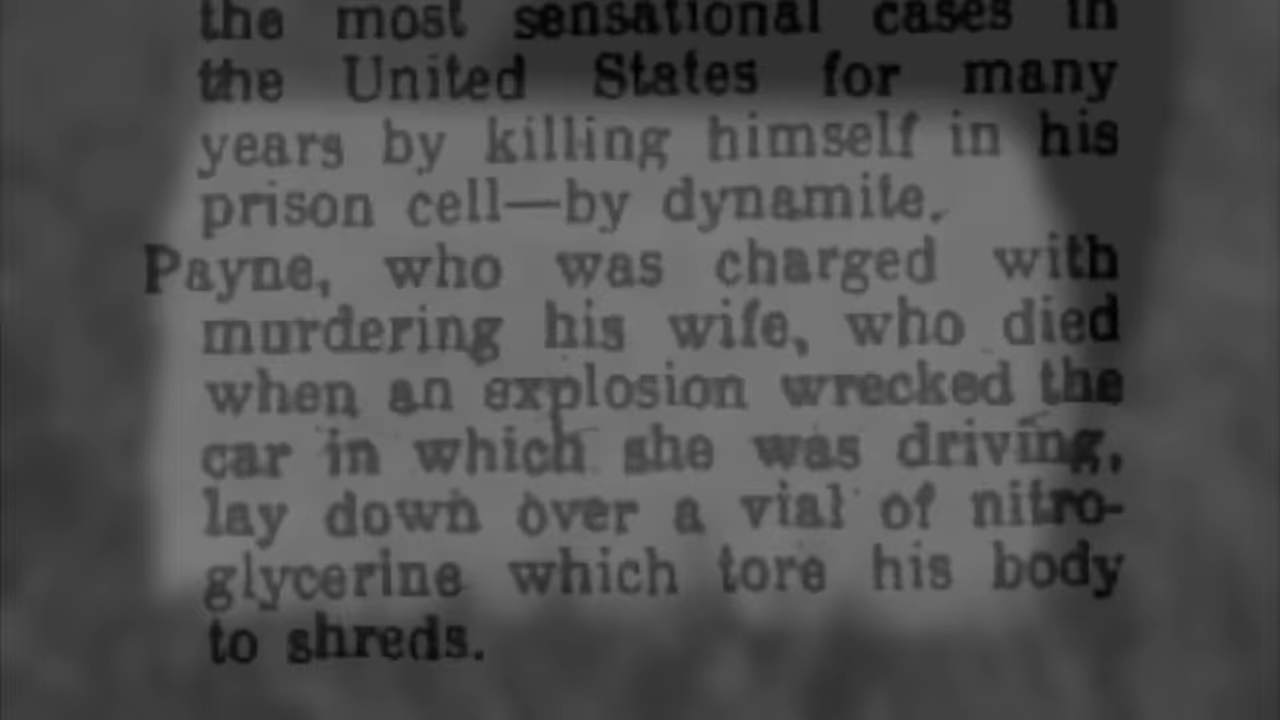 the most sensational cases in
the United States for many
years by killing himself in his
prison cell—by dynamite.
Payne, who was charged with
murdering his wife, who died
when an explosion wrecked the
car in which she was driving,
lay down over a vial of nitro-
glycerine which tore his body
to shreds.